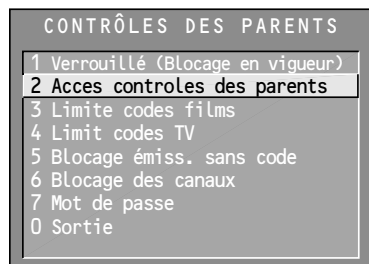 CONTRÔLES DES PARENTS
1 Verrouillé (Blocage en vigueur)
2 Acces controles des parents
3 Limite codes films
4 Limit codes TV
5 Blocage émiss. sans code
6 Blocage des canaux
7 Mot de passe
0 Sortie